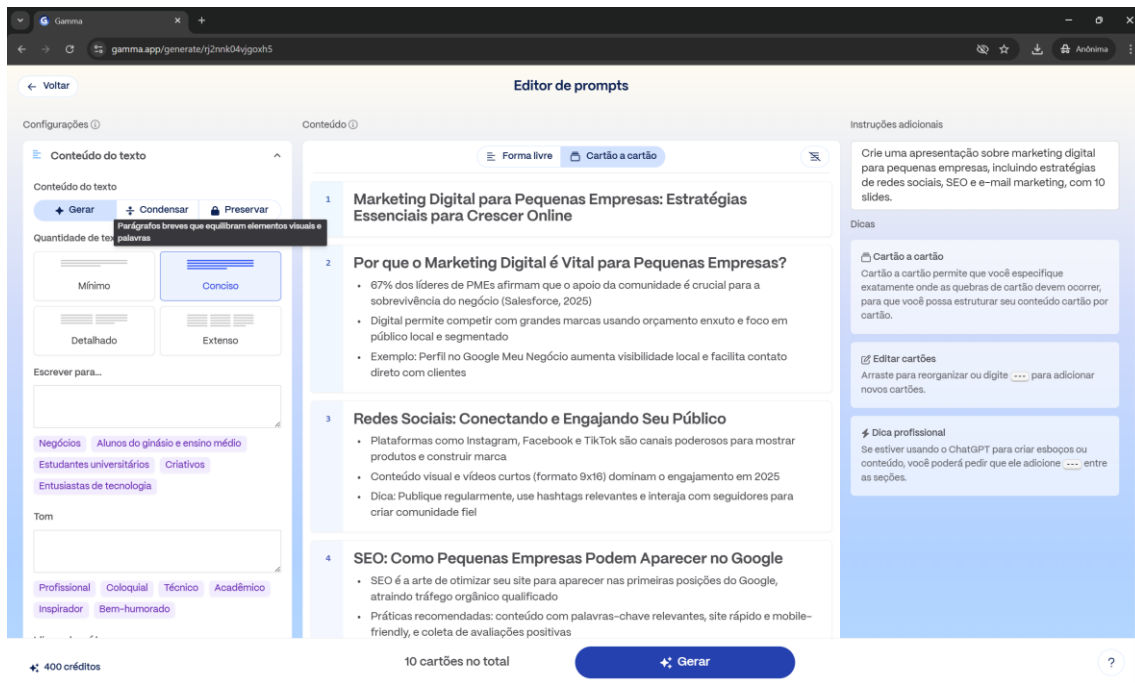 Gamma
gamma.app/generate/rj2nnk04vjgoxh5
Anônima
Voltar
Editor de prompts
Configurações
Conteúdo do texto
Conteúdo do texto
Gerar
Condensar
Preservar
Parágrafos breves que equilibram elementos visuais e
palavras
Quantidade de
Mínimo
Conciso
Detalhado
Extenso
Escrever para...
Negócios
Alunos do ginásio e ensino médio
Estudantes universitários
Criativos
Entusiastas de tecnologia
Tom
Profissional
Coloquial
Técnico
Acadêmico
Inspirador
Bem-humorado
400 créditos
Conteúdo
Forma livre
Cartão a cartão
1
Marketing Digital para Pequenas Empresas: Estratégias
Essenciais para Crescer Online
2
Por que o Marketing Digital é Vital para Pequenas Empresas?
• 67% dos líderes de PMEs afirmam que o apoio da comunidade é crucial para a
sobrevivência do negócio (Salesforce, 2025)
• Digital permite competir com grandes marcas usando orçamento enxuto e foco em
público local e segmentado
• Exemplo: Perfil no Google Meu Negócio aumenta visibilidade local e facilita contato
direto com clientes
3
Redes Sociais: Conectando e Engajando Seu Público
• Plataformas como Instagram, Facebook e TikTok são canais poderosos para mostrar
produtos e construir marca
• Conteúdo visual e vídeos curtos (formato 9x16) dominam o engajamento em 2025
• Dica: Publique regularmente, use hashtags relevantes e interaja com seguidores para
criar comunidade fiel
4
SEO: Como Pequenas Empresas Podem Aparecer no Google
• SEO é a arte de otimizar seu site para aparecer nas primeiras posições do Google,
atraindo tráfego orgânico qualificado
• Práticas recomendadas: conteúdo com palavras-chave relevantes, site rápido e mobile-
friendly, e coleta de avaliações positivas
10 cartões no total
Gerar
Instruções adicionais
Crie uma apresentação sobre marketing digital
para pequenas empresas, incluindo estratégias
de redes sociais, SEO e e-mail marketing, com 10
slides.
Dicas
Cartão a cartão
Cartão a cartão permite que você especifique
exatamente onde as quebras de cartão devem ocorrer,
para que você possa estruturar seu conteúdo cartão por
cartão.
Editar cartões
Arraste para reorganizar ou digite --- para adicionar
novos cartões.
Dica profissional
Se estiver usando o ChatGPT para criar esboços ou
conteúdo, você poderá pedir que ele adicione --- entre
as seções.
?